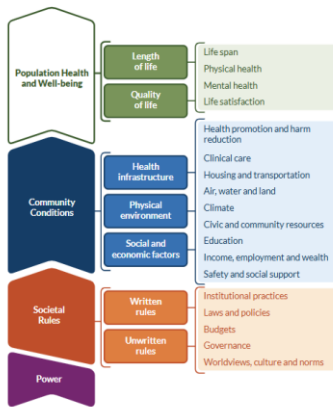 Population Health
and Well-being
Length
of life
Quality
of life
Life span
Physical health
Mental health
Life satisfaction
Community
Conditions
Health
infrastructure
Physical
environment
Social and
economic factors
Health promotion and harm
reduction
Clinical care
Housing and transportation
Air, water and land
Climate
Civic and community resources
Education
Income, employment and wealth
Safety and social support
Societal
Rules
Written
rules
Unwritten
rules
Institutional practices
Laws and policies
Budgets
Governance
Worldviews, culture and norms
Power